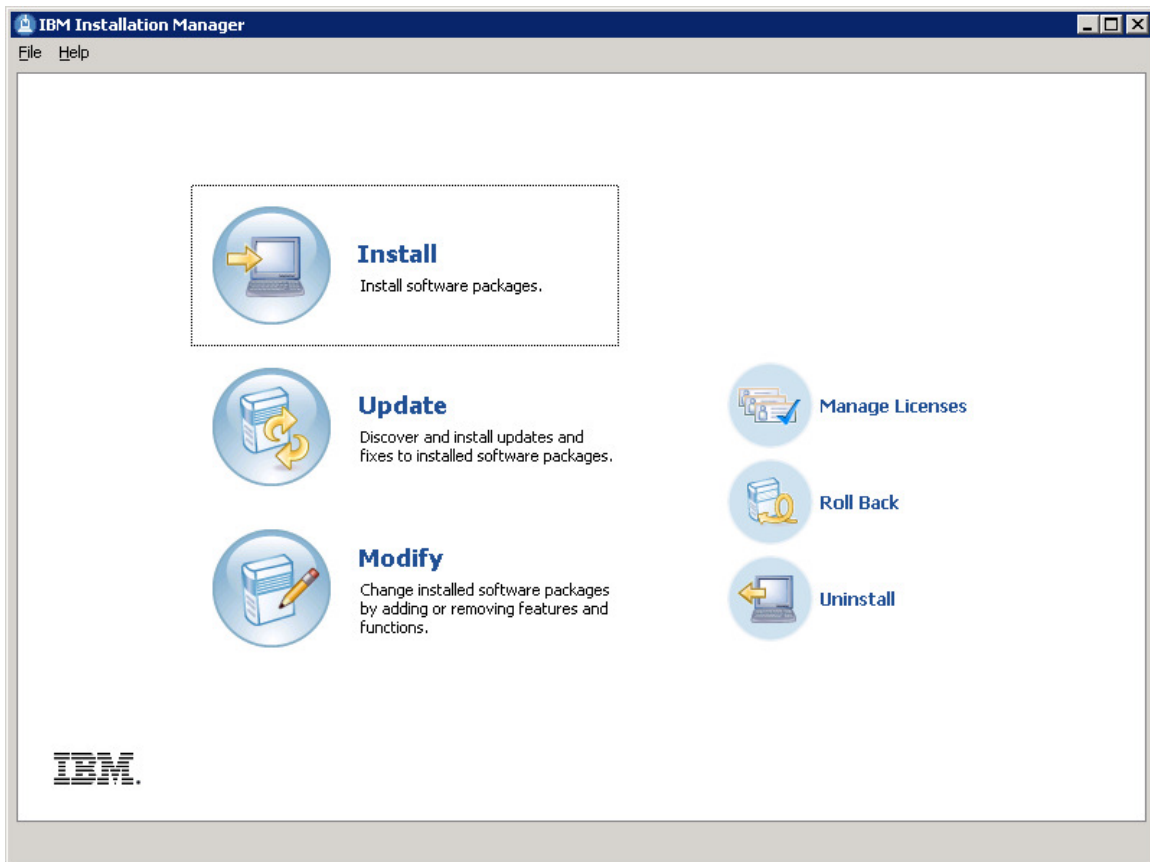 IBM Installation Manager
File Help
Install
Install software packages.
Update
Discover and install updates and
fixes to installed software packages.
Modify
Change installed software packages
by adding or removing features and
functions.
Manage Licenses
Roll Back
Uninstall
IBM.